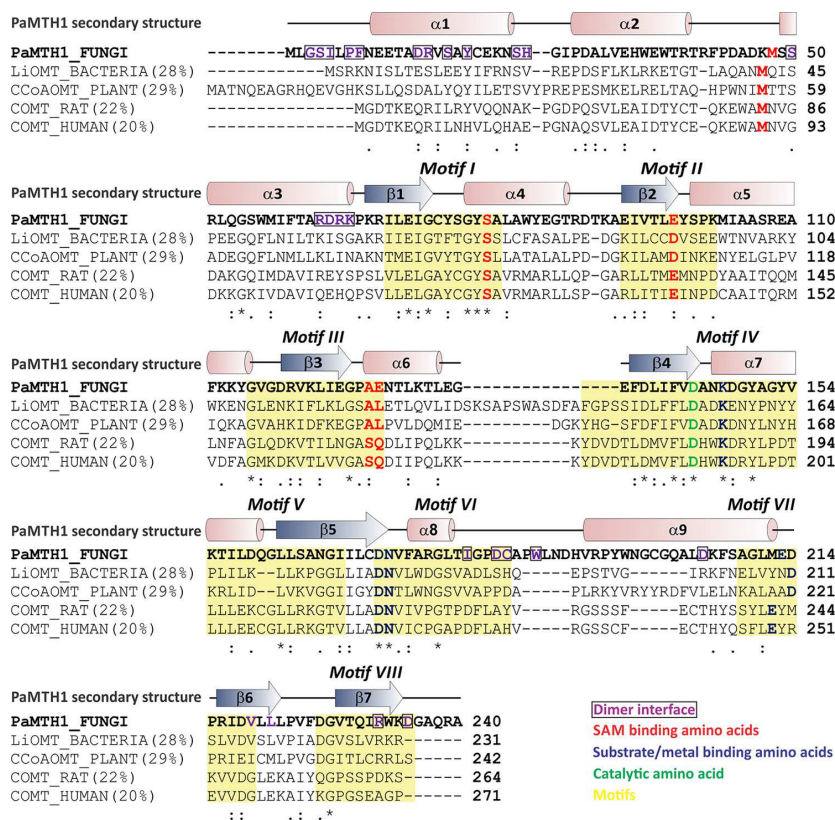 PaMTH1 secondary structure α1 α2
PaMTH1_FUNGI -------MLGSILPFNEETADRVSAYCEKNSH--GIPDALVEHWEWTRTRFPDADKMSS 50
LiOMT_BACTERIA(28%) -------------MSRKNISLTESLEEYIFRNSV--REPDSFLKLRKETGT-LAQANMQIS 45
CCoAOMT_PLANT(29%) MATNQEAGRHQEVGHKSLLQSDALYQYILETSVYPREPESMKELRELTAQ-HPWNIMTTS 59
COMT_RAT(22%) -------------MGDTKEQRILRYVQQNAK-PGDPQSVLEAIDTYCT-QKEWAMNVG 86
COMT_HUMAN(20%) -------------MGDTKEQRILNHVLQHAE-PGNAQSVLEAIDTYCE-QKEWAMNVG 93
. : : .::. : .
Motif I Motif II
PaMTH1 secondary structure α3 β1 α4 β2 α5
PaMTH1_FUNGI RLQGSWMIFTARDRKPKRILEIGCYSGYSALAWYEGTRDTKAEIVTLEYSPKMIAASREA 110
LiOMT_BACTERIA(28%) PEEGQFLNILTKISGAKRIIEIGTFTGYSSLCFASALPE-DGKILCCDVSEEWTNVARKY 104
CCoAOMT_PLANT(29%) ADEGQFLNMLLKLINAKNTMEIGVYTGYSLLATALALPE-DGKILAMDINKENYELGLPV 118
COMT_RAT(22%) DAKGQIMDAVIREYSPSLVLELGAYCGYSAVRMARLLQP-GARLLTMEMNPDYAAITQQM 145
COMT_HUMAN(20%) DKKGKIVDAVIQEHQPSVLLELGAYCGYSAVRMARLLSP-GARLITIEINPDCAAITQRM 152
:*. : . :*:* ***: : .:: : . .
Motif III Motif IV
PaMTH1 secondary structure β3 α6 β4 α7
PaMTH1_FUNGI FKKYGVGDRVKLIEGPAENTLKTLEG---------------EFDLIFVDANKDGYAGYV 154
LiOMT_BACTERIA(28%) WKENGLENKIFLKLGSALETLQVLIDSKSAPSWASDFAFGPSSIDLFFLDADKENYPNYY 164
CCoAOMT_PLANT(29%) IQKAGVAHKIDFKEGPALPVLDQMIE-----DGKYHG-SFDFIFVDADKDNYLNYH 168
COMT_RAT(22%) LNFAGLQDKVTILNGASQDLIPQLKK---------KYDVDTLDMVFLDHWKDRYLPDT 194
COMT_HUMAN(20%) VDFAGMKDKVTLVVGASQDIIPQLKK---------KYDVDTLDMVFLDHWKDRYLPDT 201
*: .:: : *.: : : :*::*:* *: *
Motif V Motif VI Motif VII
PaMTH1 secondary structure β5 α8 α9
PaMTH1_FUNGI KTILDQGLLSANGIILCDNVFARGLTIGPDCAPWLNDHVRPYWNGCGQALDKFSAGLMED 214
LiOMT_BACTERIA(28%) PLILK--LLKPGGLLIADNVLWDGSVADLSHQ----EPSTVG----IRKFNELVYND 211
CCoAOMT_PLANT(29%) KRLID--LVKVGGVIGYDNTLWNGSVVAPPDA----PLRKYVRYYRDFVLELNKALAAD 221
COMT_RAT(22%) LLLEKCGLLRKGTVLLADNVIVPGTPDFLAHV----RGSSSF----ECTHYSSYLEYM 244
COMT_HUMAN(20%) LLLEECGLLRKGTVLLADNVICPGAPDFLAHV----RGSSCF----ECTHYQSFLEYR 251
: *: . :: **.: * . :
Motif VIII
PaMTH1 secondary structure β6 β7
PaMTH1_FUNGI PRIDVLLLPVFDGVTQIRWKDGAQRA 240
LiOMT_BACTERIA(28%) SLVDVSLVPIADGVSLVRKR------ 231
CCoAOMT_PLANT(29%) PRIEICMLPVGDGITLCRRLS----- 242
COMT_RAT(22%) KVVDGLEKAIYQGPSSPDKS------ 264
COMT_HUMAN(20%) EVVDGLEKAIYKGPGSEAGP------ 271
:: .: .*
Dimer interface
SAM binding amino acids
Substrate/metal binding amino acids
Catalytic amino acid
Motifs